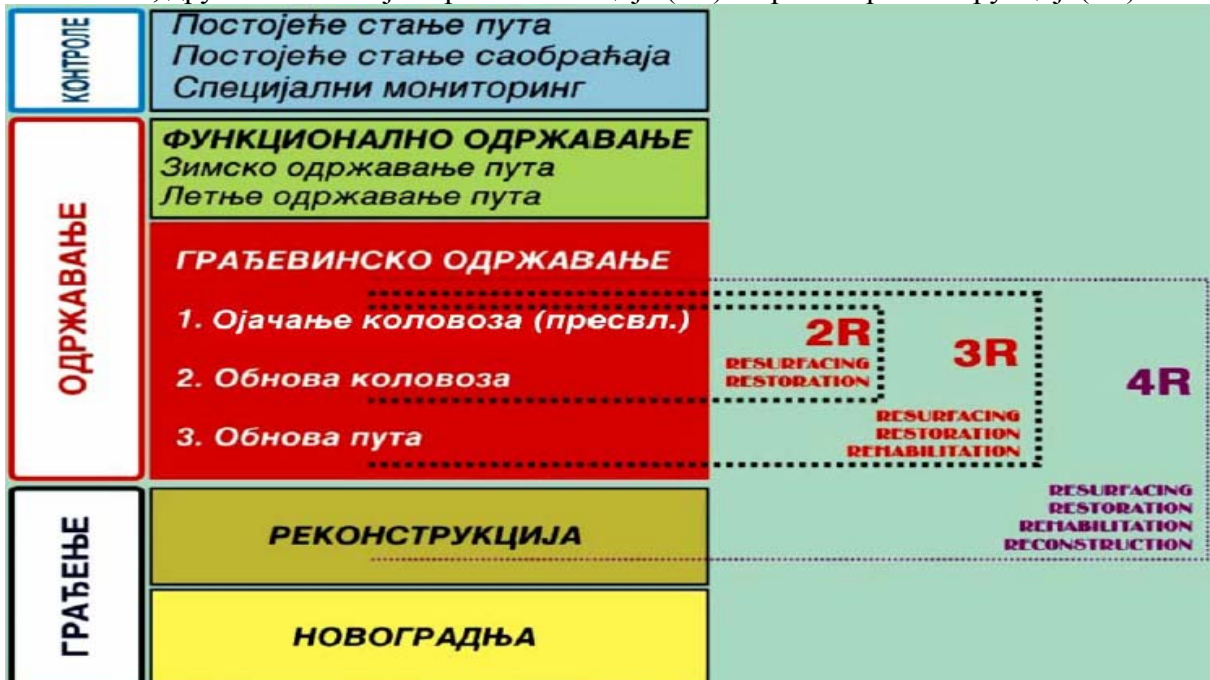 КОНТРОЛЕ
Постојеће стање пута
Постојеће стање саобраћаја
Специјални мониторинг
ОДРЖАВАЊЕ
ФУНКЦИОНАЛНО ОДРЖАВАЊЕ
Зимско одржавање пута
Летње одржавање пута
ГРАЂЕВИНСКО ОДРЖАВАЊЕ
1. Ојачање коловоза (пресвл.)
2. Обнова коловоза
3. Обнова пута
2R
RESURFACING
RESTORATION
3R
RESURFACING
RESTORATION
REHABILITATION
4R
RESURFACING
RESTORATION
REHABILITATION
RECONSTRUCTION
ГРАЂЕЊЕ
РЕКОНСТРУКЦИЈА
НОВОГРАДЊА